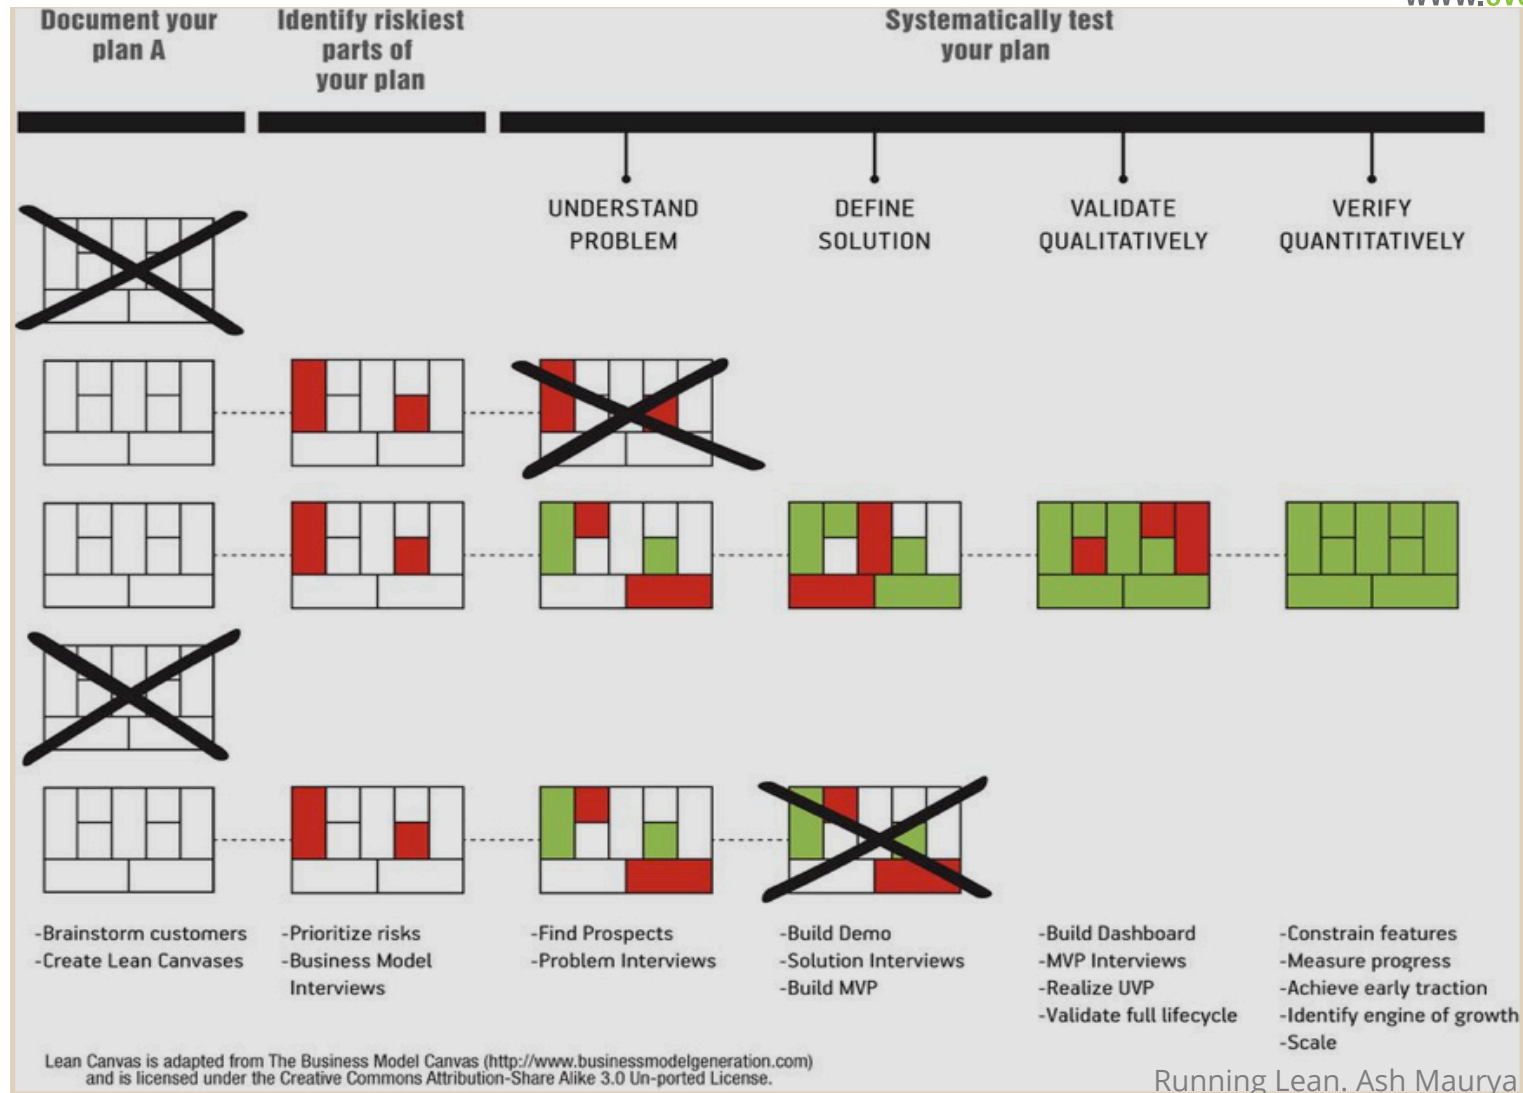 Document your
plan A
Identify riskiest
parts of
your plan
Systematically test
your plan
UNDERSTAND
PROBLEM
DEFINE
SOLUTION
VALIDATE
QUALITATIVELY
VERIFY
QUANTITATIVELY
-Brainstorm customers
-Create Lean Canvases
-Prioritize risks
-Business Model
Interviews
-Find Prospects
-Problem Interviews
-Build Demo
-Solution Interviews
-Build MVP
-Build Dashboard
-MVP Interviews
-Realize UVP
-Validate full lifecycle
-Constrain features
-Measure progress
-Achieve early traction
-Identify engine of growth
-Scale
Lean Canvas is adapted from The Business Model Canvas (http://www.businessmodelgeneration.com)
and is licensed under the Creative Commons Attribution-Share Alike 3.0 Un-ported License.
Running Lean. Ash Maurya